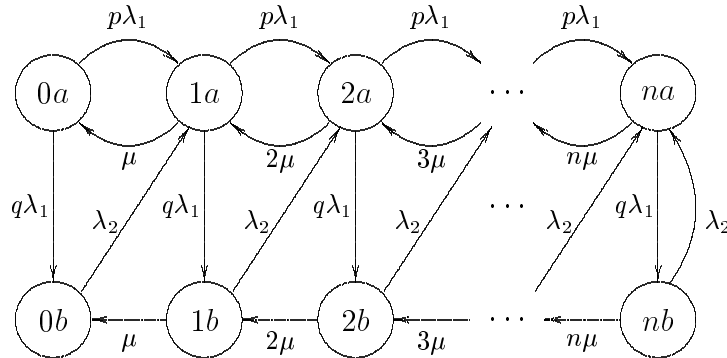 pλ₁ pλ₁ pλ₁ pλ₁
0a 1a 2a ··· na
μ 2μ 3μ nμ
qλ₁ λ₂ qλ₁ λ₂ qλ₁ λ₂ ··· λ₂ qλ₁ λ₂
0b 1b 2b ··· nb
μ 2μ 3μ nμ